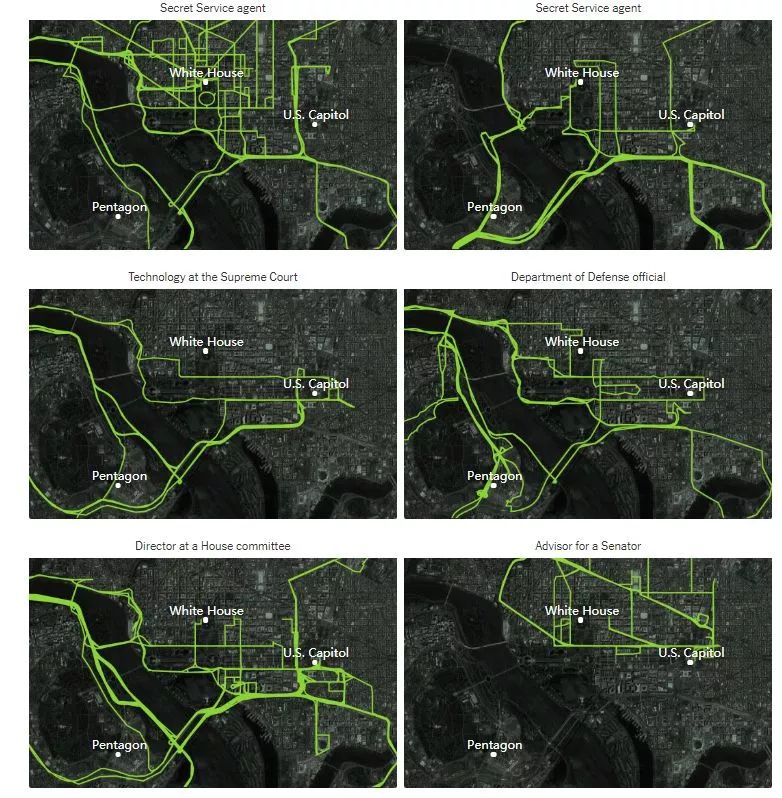 Secret Service agent
Secret Service agent
White House
White House
U.S. Capitol
U.S. Capitol
Pentagon
Pentagon
Technology at the Supreme Court
Department of Defense official
White House
White House
U.S. Capitol
U.S. Capitol
Pentagon
Pentagon
Director at a House committee
Advisor for a Senator
White House
White House
U.S. Capitol
U.S. Capitol
Pentagon
Pentagon